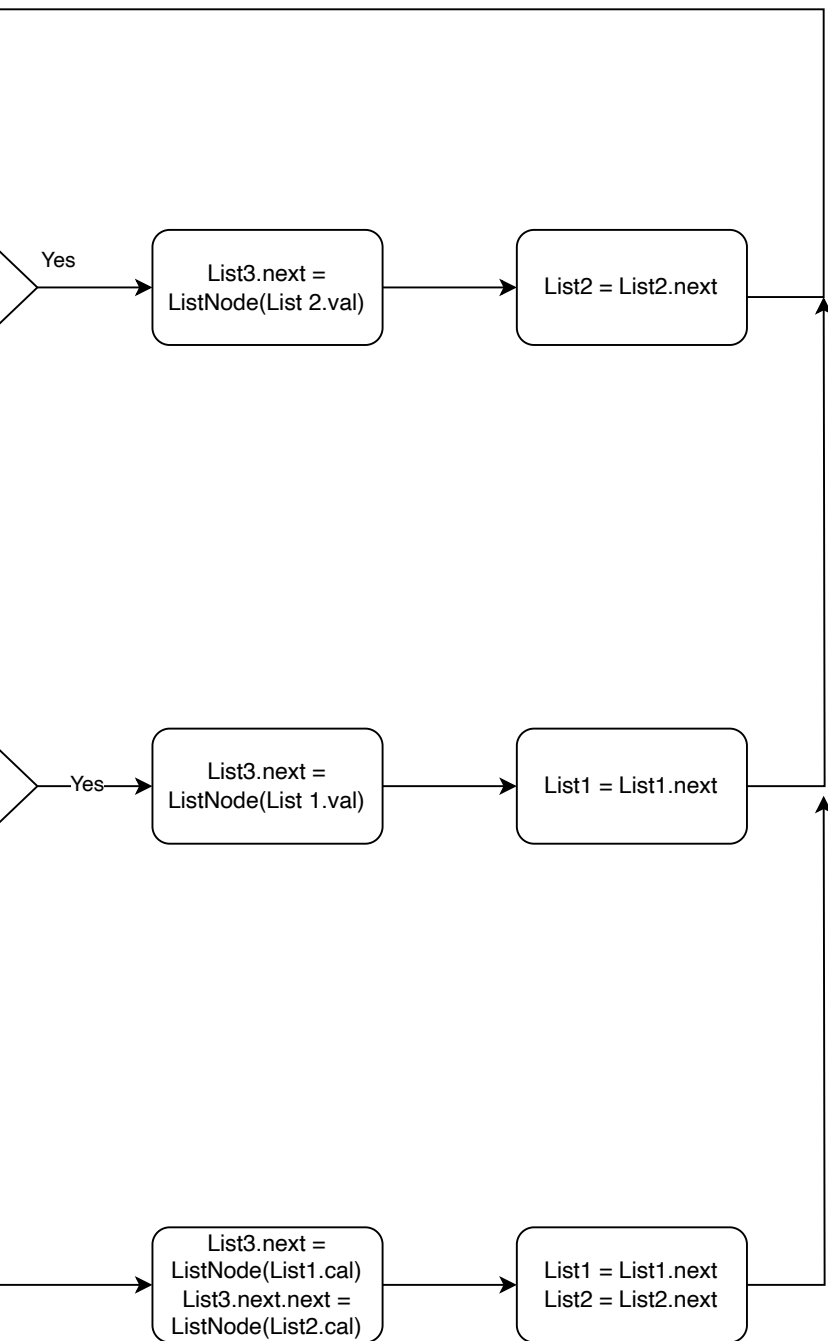 Yes
List3.next =
ListNode(List 2.val)
List2 = List2.next
Yes
List3.next =
ListNode(List 1.val)
List1 = List1.next
List3.next =
ListNode(List1.cal)
List3.next.next =
ListNode(List2.cal)
List1 = List1.next
List2 = List2.next